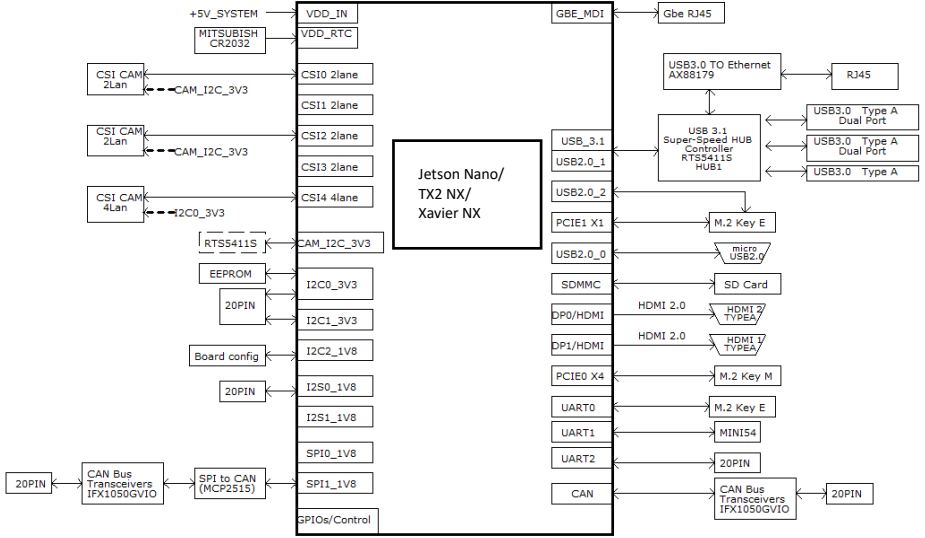 +5V_SYSTEM
VDD_IN
GBE_MDI
Gbe RJ45
MITSUBISH
CR2032
VDD_RTC
USB3.0 TO Ethernet
AX88179
RJ45
CSI CAM
2Lan
CSI0 2lane
CAM_I2C_3V3
CSI1 2lane
USB3.0 Type A
Dual Port
CSI CAM
2Lan
CSI2 2lane
CAM_I2C_3V3
USB_3.1
USB2.0_1
USB 3.1
Super-Speed HUB
Controller
RTS5411S
HUB1
USB3.0 Type A
Dual Port
USB3.0 Type A
CSI3 2lane
Jetson Nano/
TX2 NX/
Xavier NX
CSI CAM
4Lan
CSI4 4lane
I2C0_3V3
USB2.0_2
PCIE1 X1
M.2 Key E
RTS5411S
CAM_I2C_3V3
USB2.0_0
micro
USB2.0
EEPROM
I2C0_3V3
SDMMC
SD Card
20PIN
I2C1_3V3
DP0/HDMI
HDMI 2.0
HDMI 2
TYPEA
I2C2_1V8
Board config
DP1/HDMI
HDMI 2.0
HDMI 1
TYPEA
20PIN
I2S0_1V8
PCIE0 X4
M.2 Key M
I2S1_1V8
UART0
M.2 Key E
UART1
MINI54
SPI0_1V8
UART2
20PIN
20PIN
CAN Bus
Transceivers
IFX1050GVIO
SPI to CAN
(MCP2515)
SPI1_1V8
CAN
CAN Bus
Transceivers
IFX1050GVIO
20PIN
GPIOs/Control